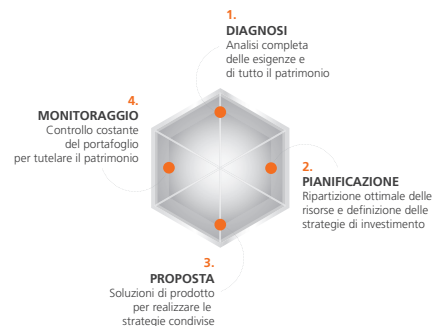 1.
DIAGNOSI
Analisi completa
delle esigenze e
di tutto il patrimonio
2.
PIANIFICAZIONE
Ripartizione ottimale delle
risorse e definizione delle
strategie di investimento
3.
PROPOSTA
Soluzioni di prodotto
per realizzare le
strategie condivise
4.
MONITORAGGIO
Controllo costante
del portafoglio
per tutelare il patrimonio